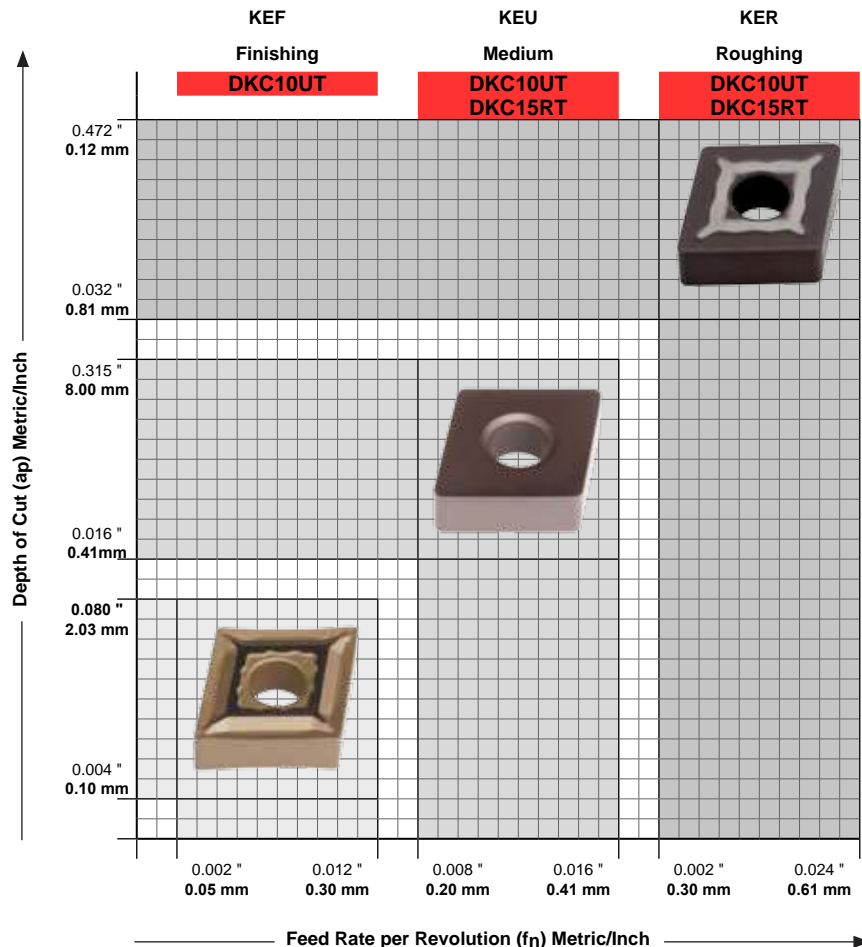 KEF KEU KER
Finishing Medium Roughing
DKC10UT DKC10UT DKC10UT
DKC15RT DKC15RT
0.472 "
0.12 mm
0.032 "
0.81 mm
0.315 "
8.00 mm
0.016 "
0.41mm
0.080 "
2.03 mm
0.004 "
0.10 mm
Depth of Cut (ap) Metric/Inch
0.002 " 0.012 " 0.008 " 0.016 " 0.002 " 0.024 "
0.05 mm 0.30 mm 0.20 mm 0.41 mm 0.30 mm 0.61 mm
Feed Rate per Revolution (fn) Metric/Inch